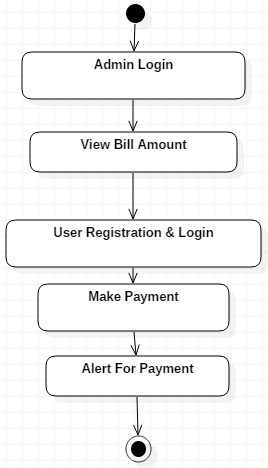 Admin Login
View Bill Amount
User Registration & Login
Make Payment
Alert For Payment